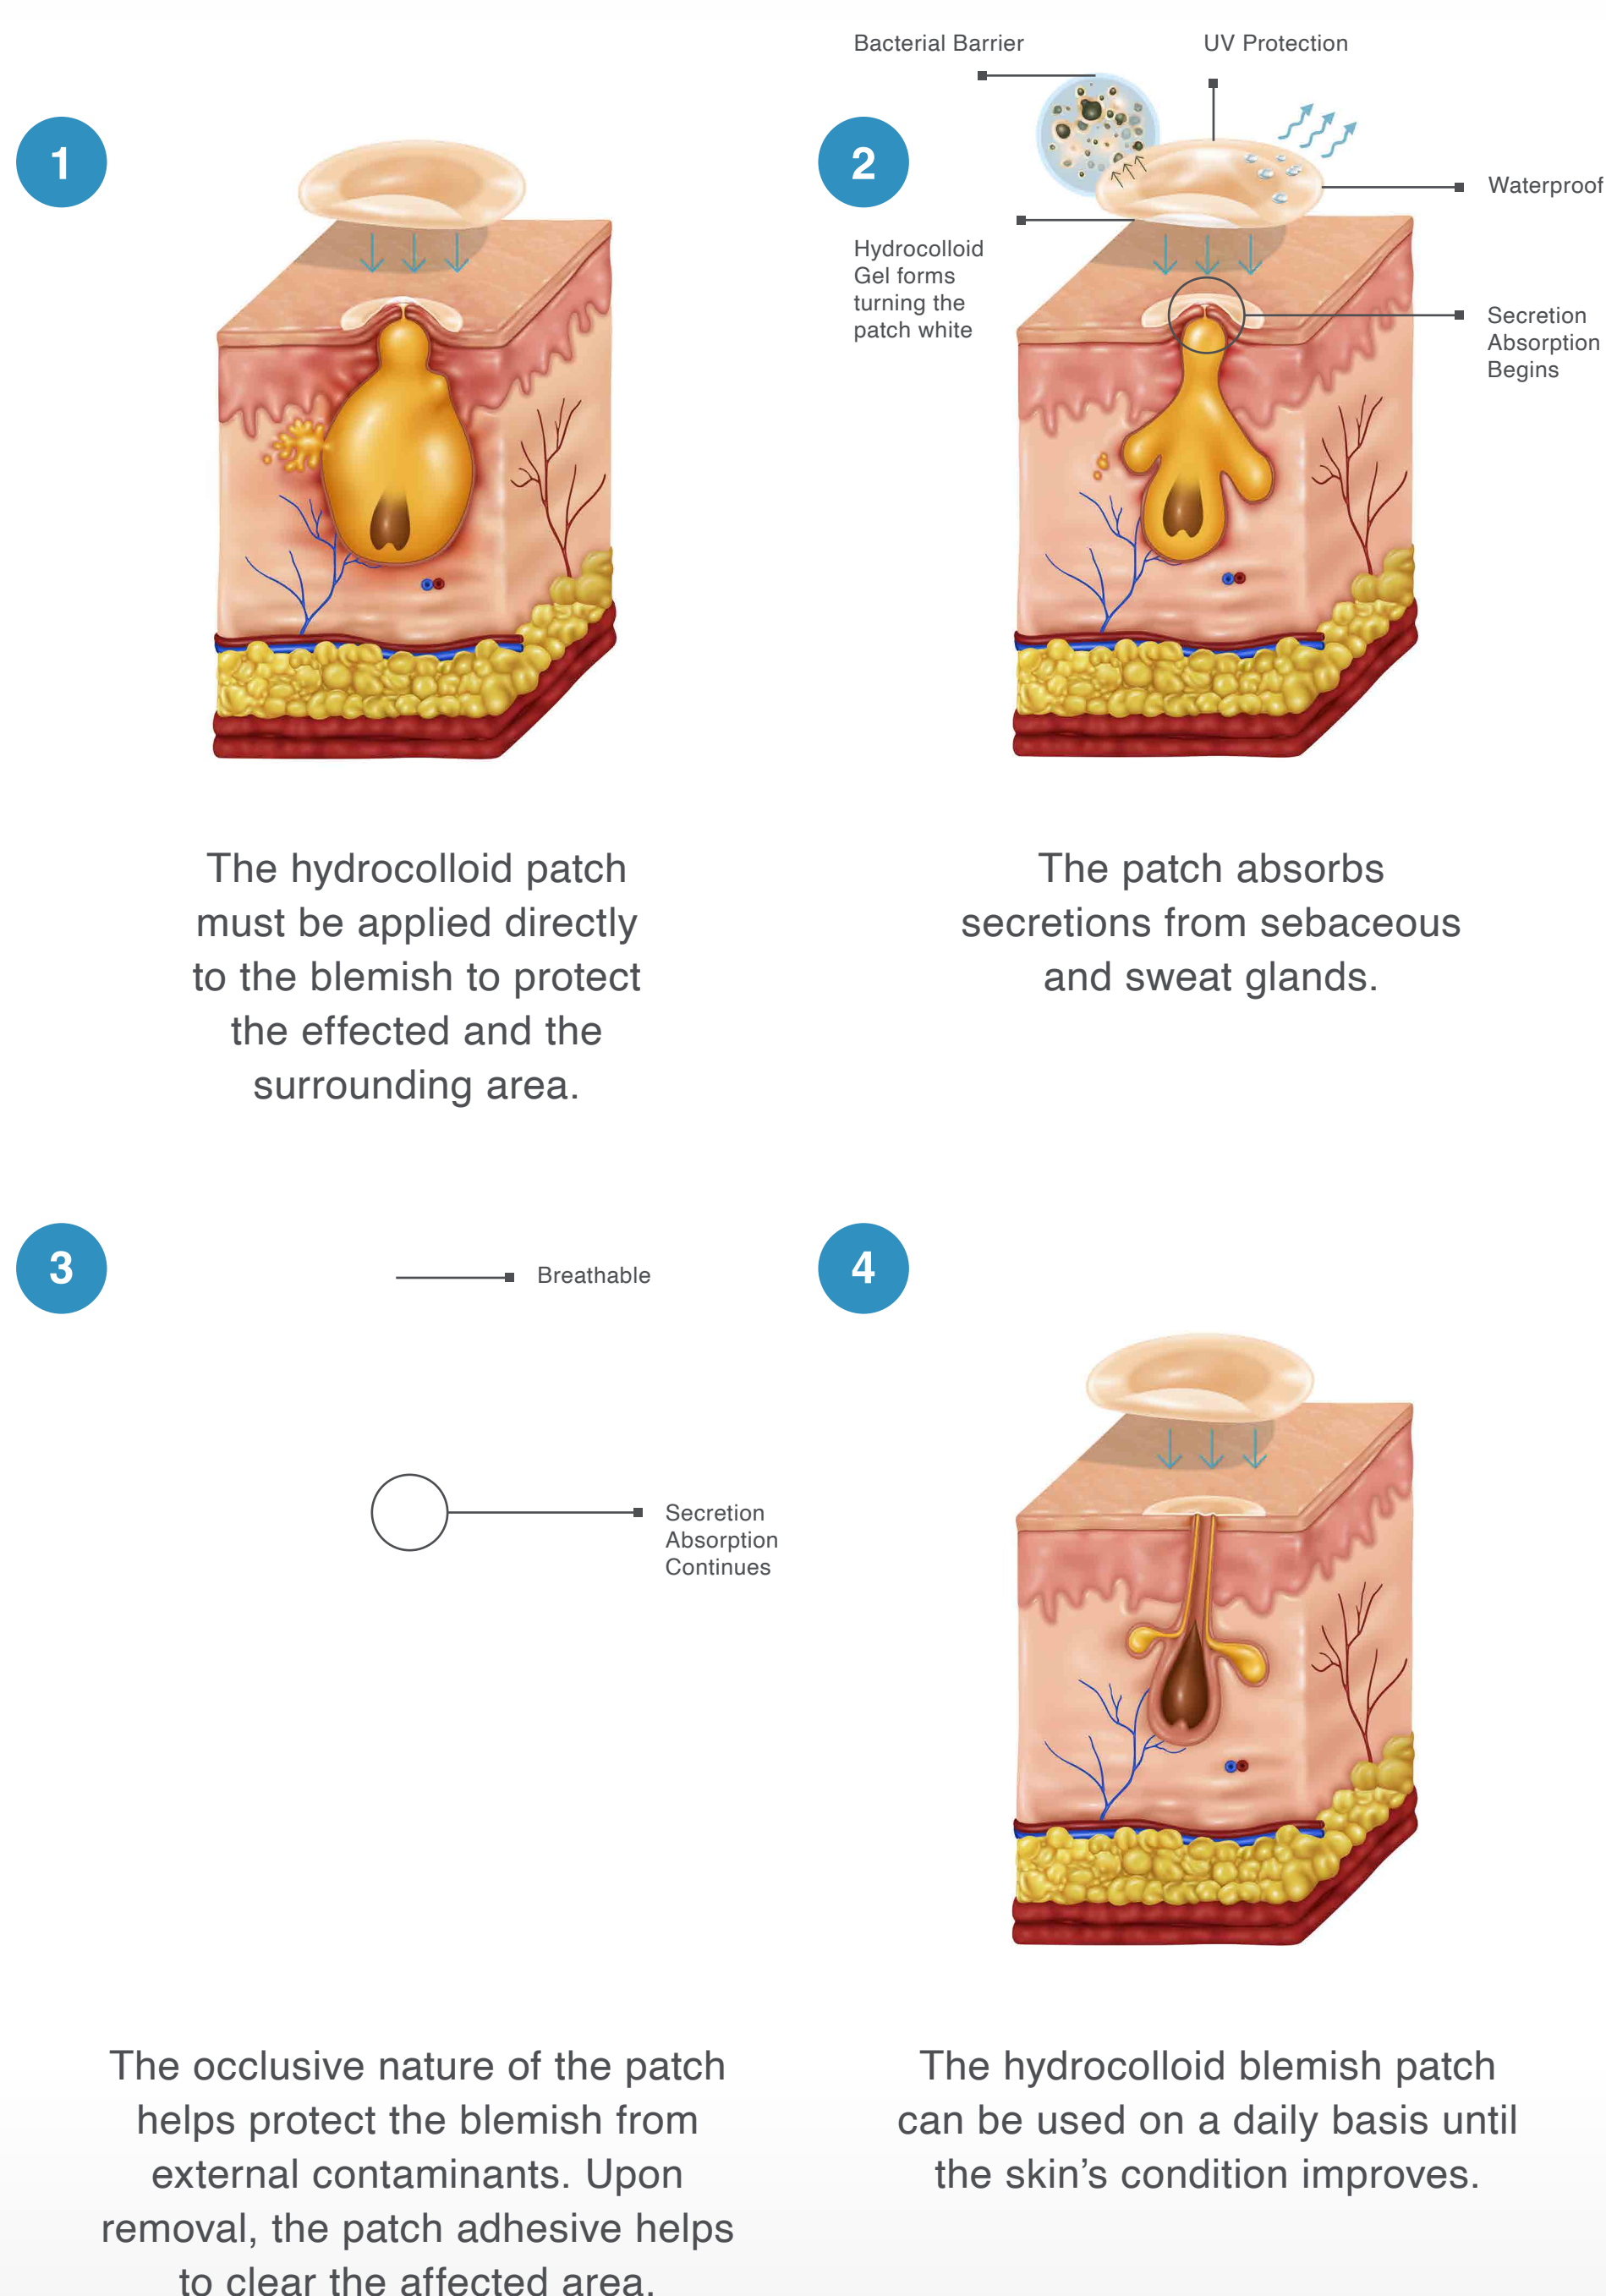 1
The hydrocolloid patch
must be applied directly
to the blemish to protect
the effected and the
surrounding area.
2
Bacterial Barrier
UV Protection
Waterproof
Hydrocolloid
Gel forms
turning the
patch white
Secretion
Absorption
Begins
The patch absorbs
secretions from sebaceous
and sweat glands.
3
Breathable
Secretion
Absorption
Continues
The occlusive nature of the patch
helps protect the blemish from
external contaminants. Upon
removal, the patch adhesive helps
to clear the affected area.
4
The hydrocolloid blemish patch
can be used on a daily basis until
the skin’s condition improves.